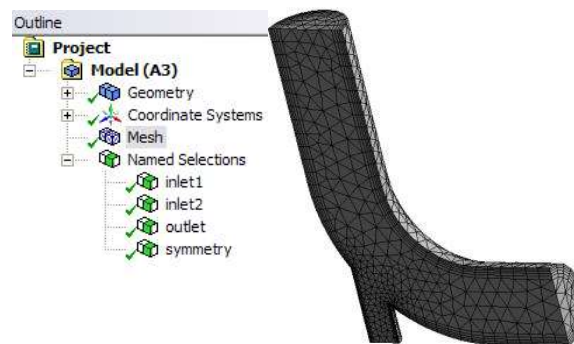 Outline
Project
Model (A3)
Geometry
Coordinate Systems
Mesh
Named Selections
inlet1
inlet2
outlet
symmetry